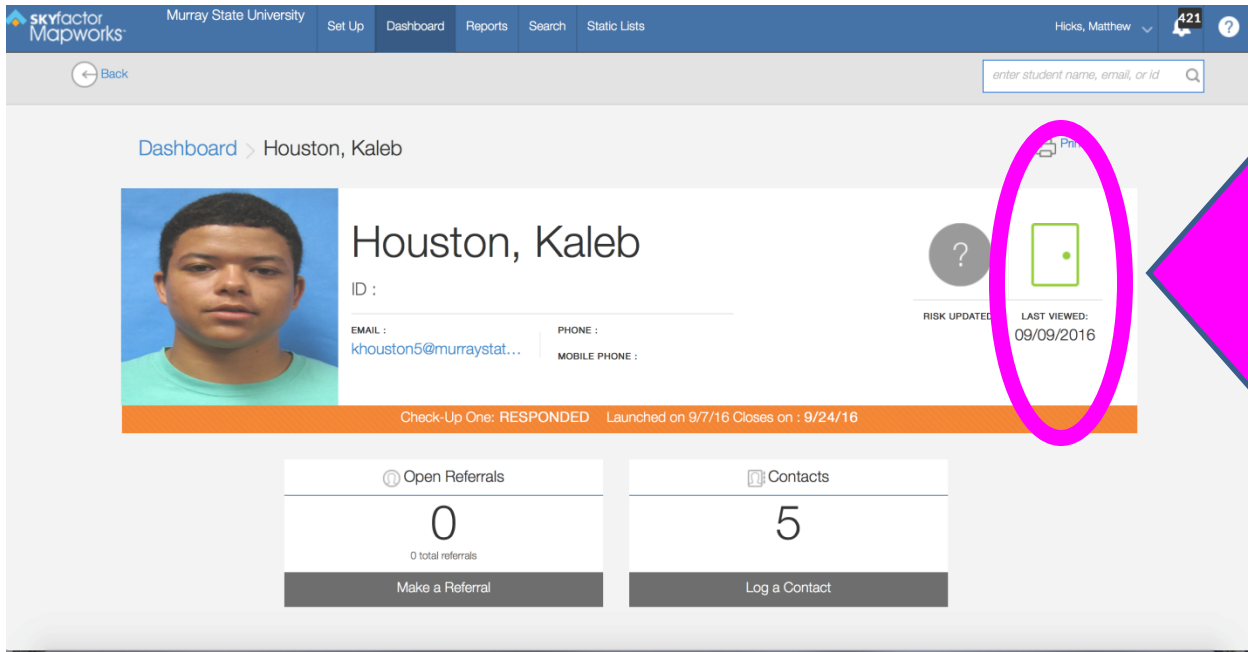 SKYfactor Mapworks
Murray State University
Set Up Dashboard Reports Search Static Lists
Hicks, Matthew
421
?
Back
enter student name, email, or id
Dashboard > Houston, Kaleb
Houston, Kaleb
ID :
EMAIL :
khouston5@murraystat...
PHONE :
MOBILE PHONE :
?
RISK UPDATED
LAST VIEWED:
09/09/2016
Check-Up One: RESPONDED Launched on 9/7/16 Closes on : 9/24/16
Open Referrals
0
0 total referrals
Make a Referral
Contacts
5
Log a Contact